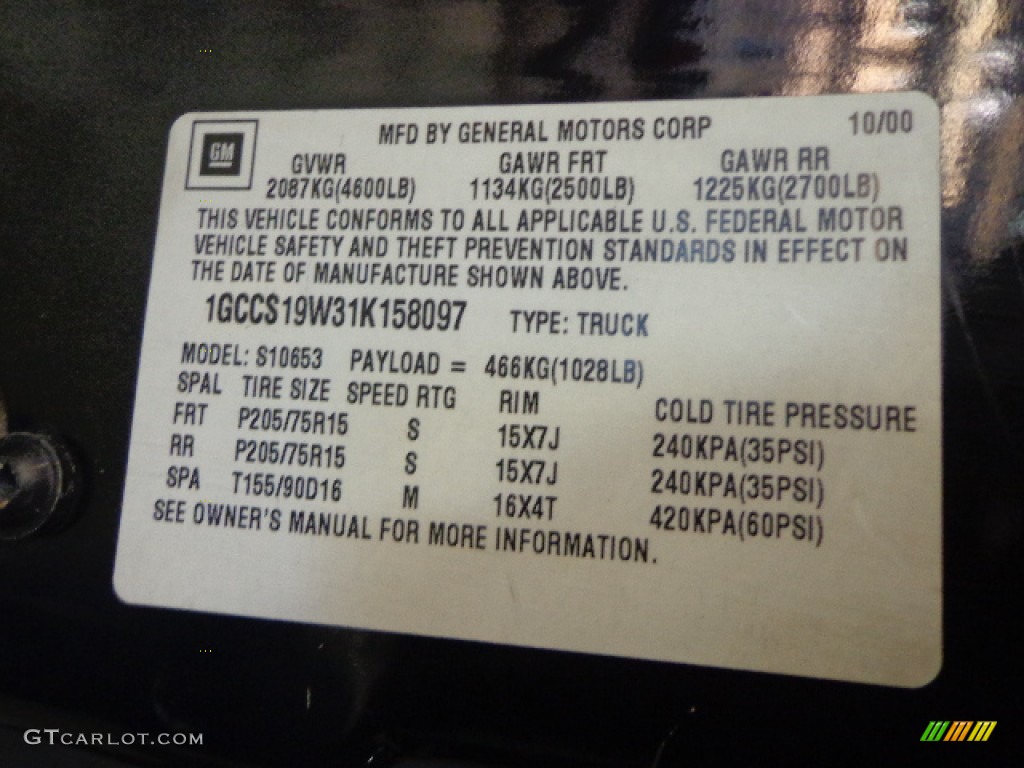 MFD BY GENERAL MOTORS CORP 10/00
GM
GVWR GAWR FRT GAWR RR
2087KG(4600LB) 1134KG(2500LB) 1225KG(2700LB)
THIS VEHICLE CONFORMS TO ALL APPLICABLE U.S. FEDERAL MOTOR
VEHICLE SAFETY AND THEFT PREVENTION STANDARDS IN EFFECT ON
THE DATE OF MANUFACTURE SHOWN ABOVE.
1GCCS19W31K158097 TYPE: TRUCK
MODEL: S10653 PAYLOAD = 466KG(1028LB)
SPAL TIRE SIZE SPEED RTG RIM COLD TIRE PRESSURE
FRT P205/75R15 S 15X7J 240KPA(35PSI)
RR P205/75R15 S 15X7J 240KPA(35PSI)
SPA T155/90D16 M 16X4T 420KPA(60PSI)
SEE OWNER'S MANUAL FOR MORE INFORMATION.
GTCARLOT.COM